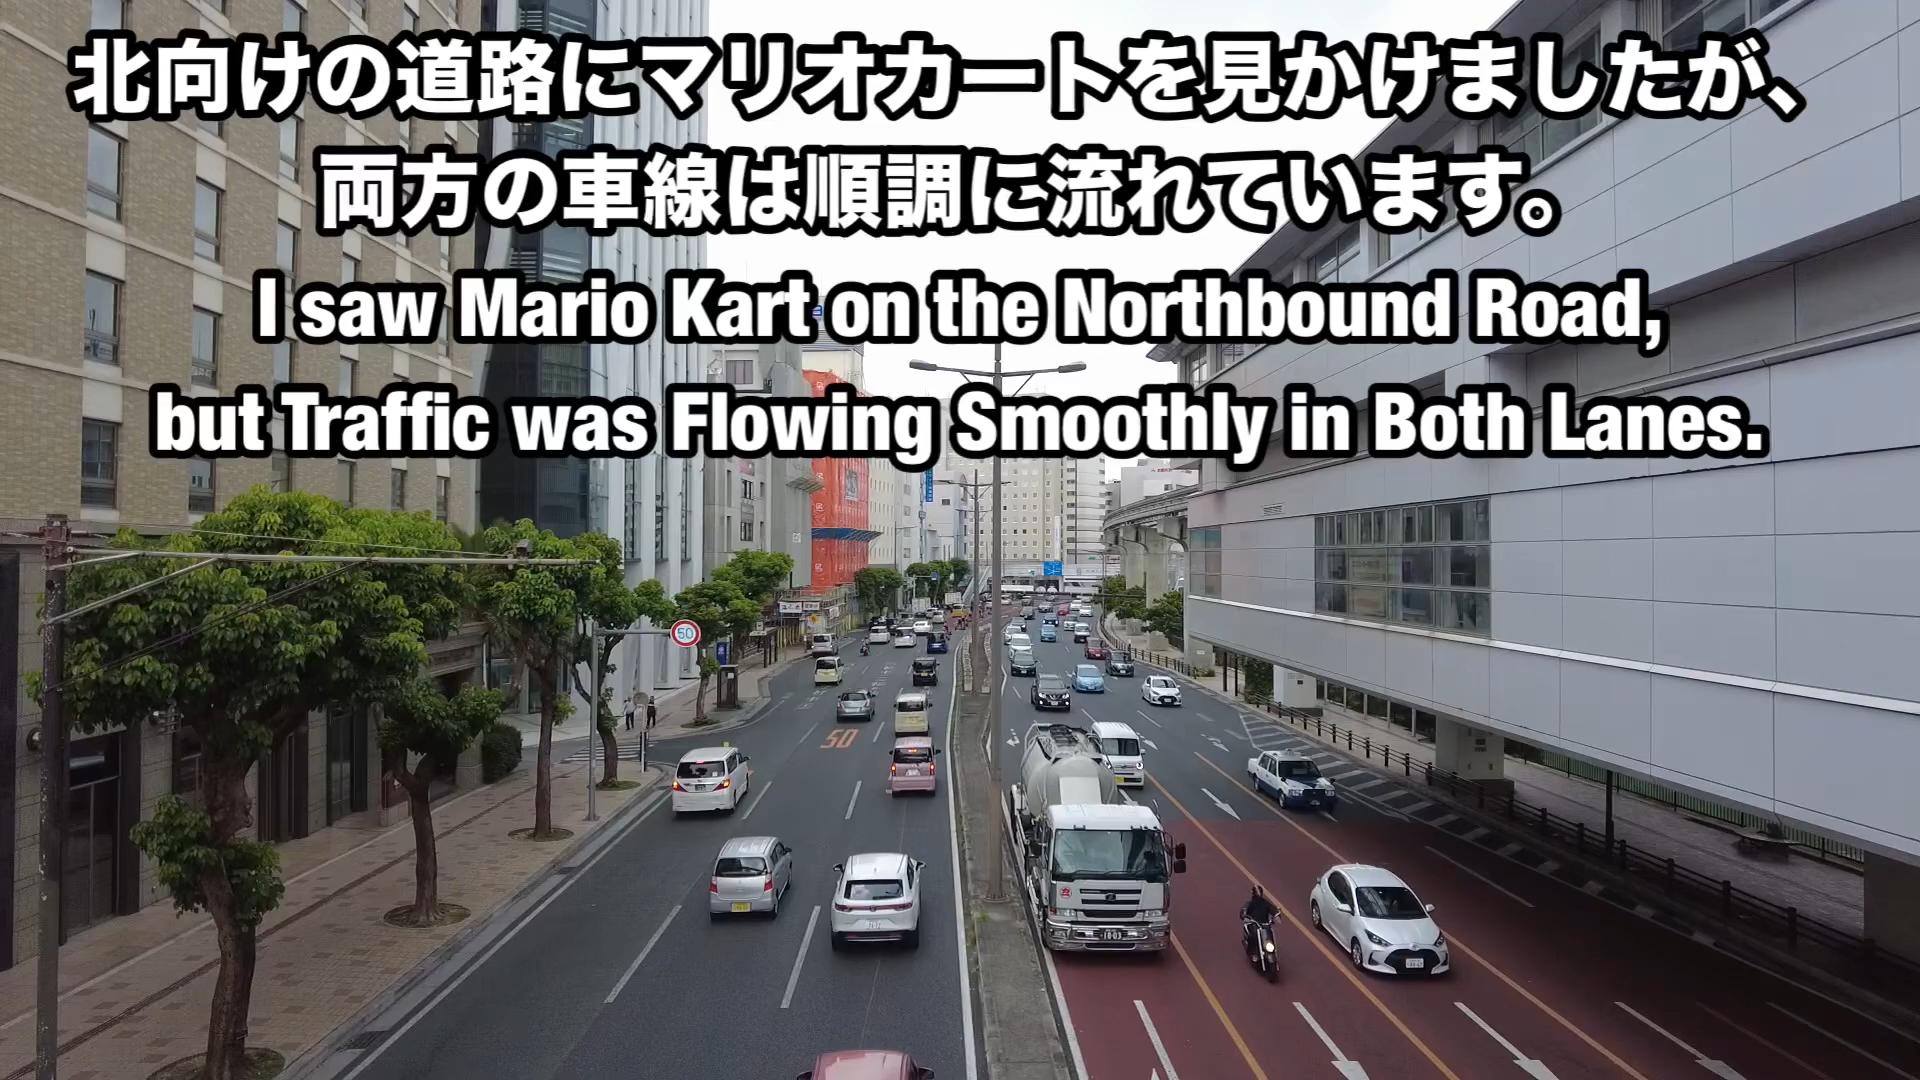 北向けの道路にマリオカートを見かけましたが、
両方の車線は順調に流れています。
I saw Mario Kart on the Northbound Road,
but Traffic was Flowing Smoothly in Both Lanes.
50
50